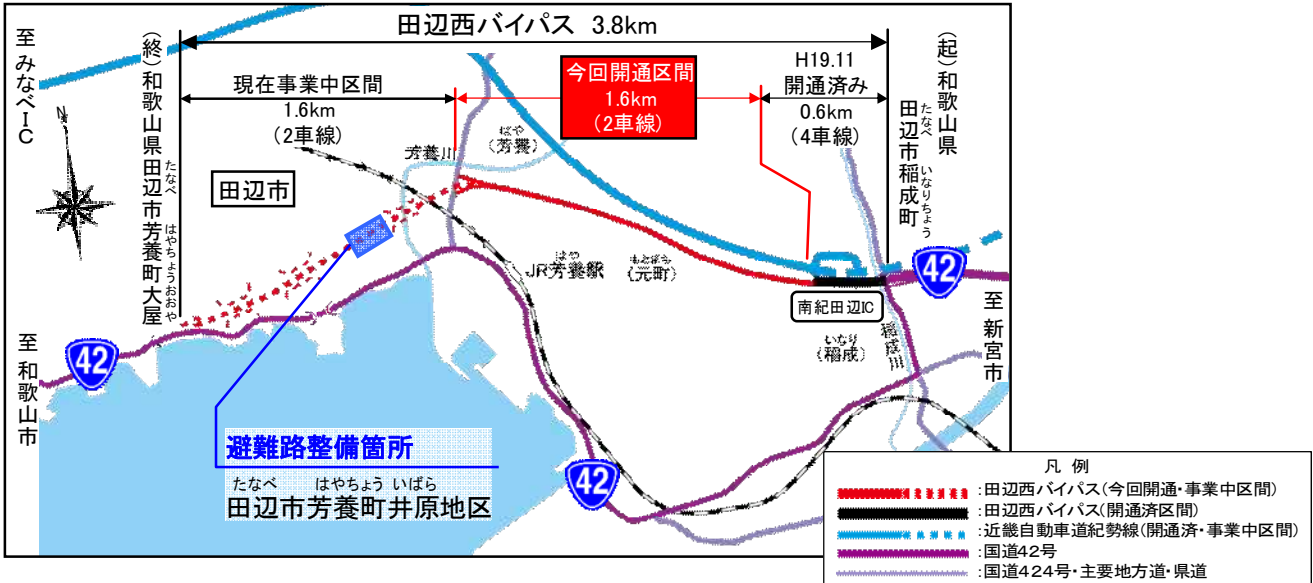 田辺西バイパス 3.8km
至 みなべIC
(終)和歌山県田辺市芳養町大屋
たなべ
はやちょうおおや
現在事業中区間
1.6km
(2車線)
今回開通区間
1.6km
(2車線)
H19.11
開通済み
0.6km
(4車線)
(起)和歌山県
田辺市稲成町
たなべ
いなりちょう
N
芳養川
はや
(芳養)
田辺市
はや
JR芳養駅
もとまち
(元町)
42
南紀田辺IC
至 新宮市
いなり
(稲成)
稲成川
42
至 和歌山市
避難路整備箇所
たなべ はやちょう いばら
田辺市芳養町井原地区
42
凡 例
:田辺西バイパス(今回開通・事業中区間)
:田辺西バイパス(開通済区間)
:近畿自動車道紀勢線(開通済・事業中区間)
:国道42号
:国道424号・主要地方道・県道